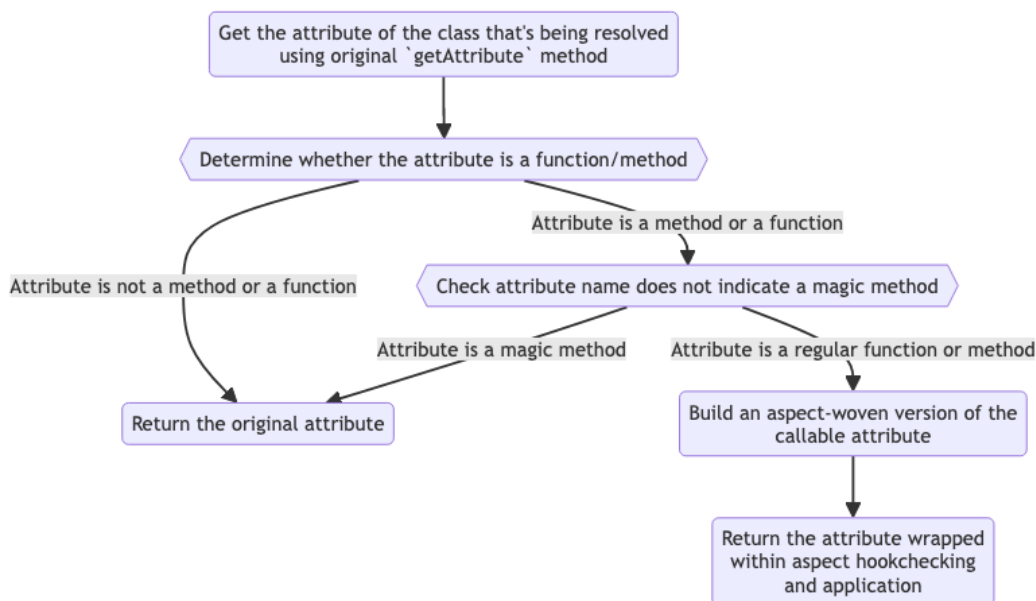 Get the attribute of the class that's being resolved
using original `getAttribute` method
Determine whether the attribute is a function/method
Attribute is a method or a function
Attribute is not a method or a function
Check attribute name does not indicate a magic method
Attribute is a magic method
Attribute is a regular function or method
Return the original attribute
Build an aspect-woven version of the
callable attribute
Return the attribute wrapped
within aspect hookchecking
and application